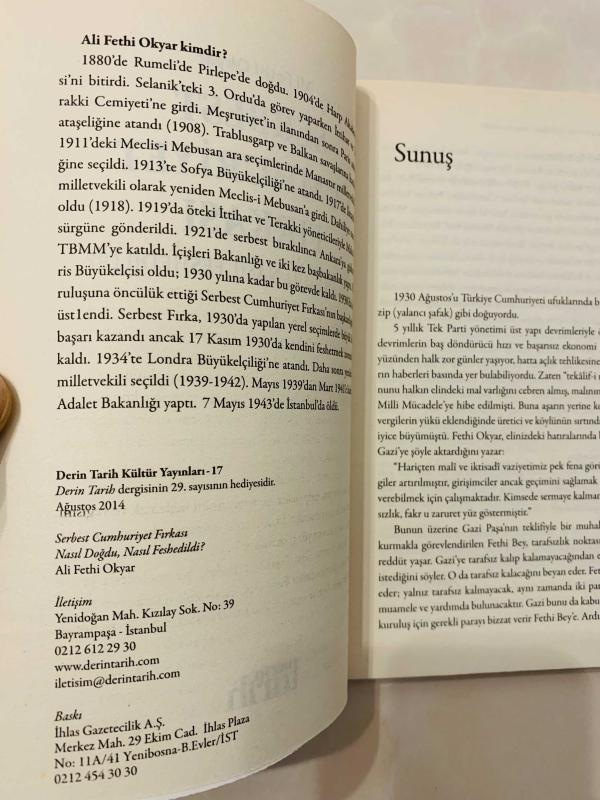 Ali Fethi Okyar kimdir?
1880’de Rumeli’de Pirlepe’de doğdu. 1904’de Harp
si’ni bitirdi. Selanik’teki 3. Ordu’da görev yaparken İttihat
rakki Cemiyeti’ne girdi. Meşrutiyet’in ilanından sonra Paris
ataşeliğine atandı (1908). Trablusgarp ve Balkan savaşlarına
1911’deki Meclis-i Mebusan ara seçimlerinde Manastır
ğine seçildi. 1913’te Sofya Büyükelçiliği’ne atandı. 1917’de
milletvekili olarak yeniden Meclis-i Mebusan’a girdi. Dahiliye
oldu (1918). 1919’da öteki İttihat ve Terakki yöneticileriyle
sürgüne gönderildi. 1921’de serbest bırakılınca Ankara’ya
TBMM’ye katıldı. İçişleri Bakanlığı ve iki kez başbakanlık
ris Büyükelçisi oldu; 1930 yılına kadar bu görevde kaldı.
ruluşuna öncülük ettiği Serbest Cumhuriyet Fırkası’nın
üst1endi. Serbest Fırka, 1930’da yapılan yerel seçimlerde
başarı kazandı ancak 17 Kasım 1930’da kendini feshetmek
kaldı. 1934’te Londra Büyükelçiliği’ne atandı. Daha sonra
milletvekili seçildi (1939-1942). Mayıs 1939’dan Mart
Adalet Bakanlığı yaptı. 7 Mayıs 1943’de İstanbul’da öldü.
Derin Tarih Kültür Yayınları-17
Derin Tarih dergisinin 29. sayısının hediyesidir.
Ağustos 2014
Serbest Cumhuriyet Fırkası
Nasıl Doğdu, Nasıl Feshedildi?
Ali Fethi Okyar
İletişim
Yenidoğan Mah. Kızılay Sok. No: 39
Bayrampaşa - İstanbul
0212 612 29 30
www.derintarih.com
iletisim@derintarih.com
Baskı
İhlas Gazetecilik A.Ş.
Merkez Mah. 29 Ekim Cad. İhlas Plaza
No: 11A/41 Yenibosna-B.Evler/İST
0212 454 30 30
Sunuş
1930 Ağustos’u Türkiye Cumhuriyeti ufuklarında
zip (yalancı şafak) gibi doğuyordu.
5 yıllık Tek Parti yönetimi üst yapı devrimleriyle
devrimlerin baş döndürücü hızı ve başarısız ekonomi
yüzünden halk zor günler yaşıyor, hatta açlık tehlikesine
rın haberleri basında yer bulabiliyordu. Zaten “tekâlif-i
nunu halkın elindeki mal varlığını cebren almış, malının
Milli Mücadele’ye hibe edilmişti. Buna aşarın yerine
vergilerin yükü eklendiğinde üretici ve köylünün sırtında
iyice büyümüştü. Fethi Okyar, elinizdeki hatıralarında
Gazi’ye şöyle aktardığını yazar:
“Hariçten malî ve iktisadî vaziyetimiz pek fena
giler artırılmıştır, girişimciler ancak geçimini sağlamak
verebilmek için çalışmaktadır. Kimsede sermaye
sızlık, fakr u zaruret yüz göstermiştir.”
Bunun üzerine Gazi Paşa’nın teklifiyle bir
kurmakla görevlendirilen Fethi Bey, tarafsızlık
reddüt yaşar. Gazi’ye tarafsız kalıp kalamayacağından
istediğini söyler. O da tarafsız kalacağını beyan eder.
eder; yalnız tarafsız kalmayacak, aynı zamanda iki
muamele ve yardımda bulunacaktır. Gazi bunu da
kuruluş için gerekli parayı bizzat verir Fethi Bey’e.